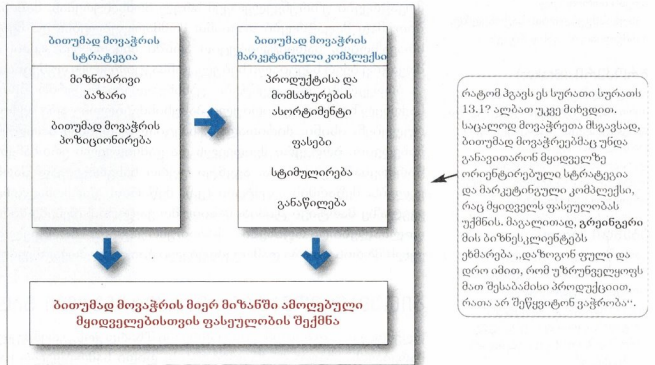 ბითუმად მოვაჭრის
სტრატეგია
მიზნობრივი
ბაზარი
ბითუმად მოვაჭრის
პოზიციონირება
ბითუმად მოვაჭრის
მარკეტინგული კომპლექსი
პროდუქტისა და
მომსახურების
ასორტიმენტი
ფასები
სტიმულირება
განაწილება
ბითუმად მოვაჭრის მიერ მიზანში ამოღებული
მყიდველებისთვის ფასეულობის შექმნა
რატომ ჰგავს ეს სურათი სურათს
13.1? ალბათ უკვე მიხვდით.
საცალოდ მოვაჭრეთა მსგავსად,
ბითუმად მოვაჭრეებმაც უნდა
განავითარონ მყიდველზე
ორიენტირებული სტრატეგია
და მარკეტინგული კომპლექსი,
რაც მყიდველს ფასეულობას
უქმნის. მაგალითად, გრეინგერი
მის ბიზნესკლიენტებს
ეხმარება ,,დაზოგონ ფული და
დრო იმით, რომ უზრუნველყოფს
მათ შესაბამისი პროდუქციით,
რათა არ შეწყვიტონ ვაჭრობა“.